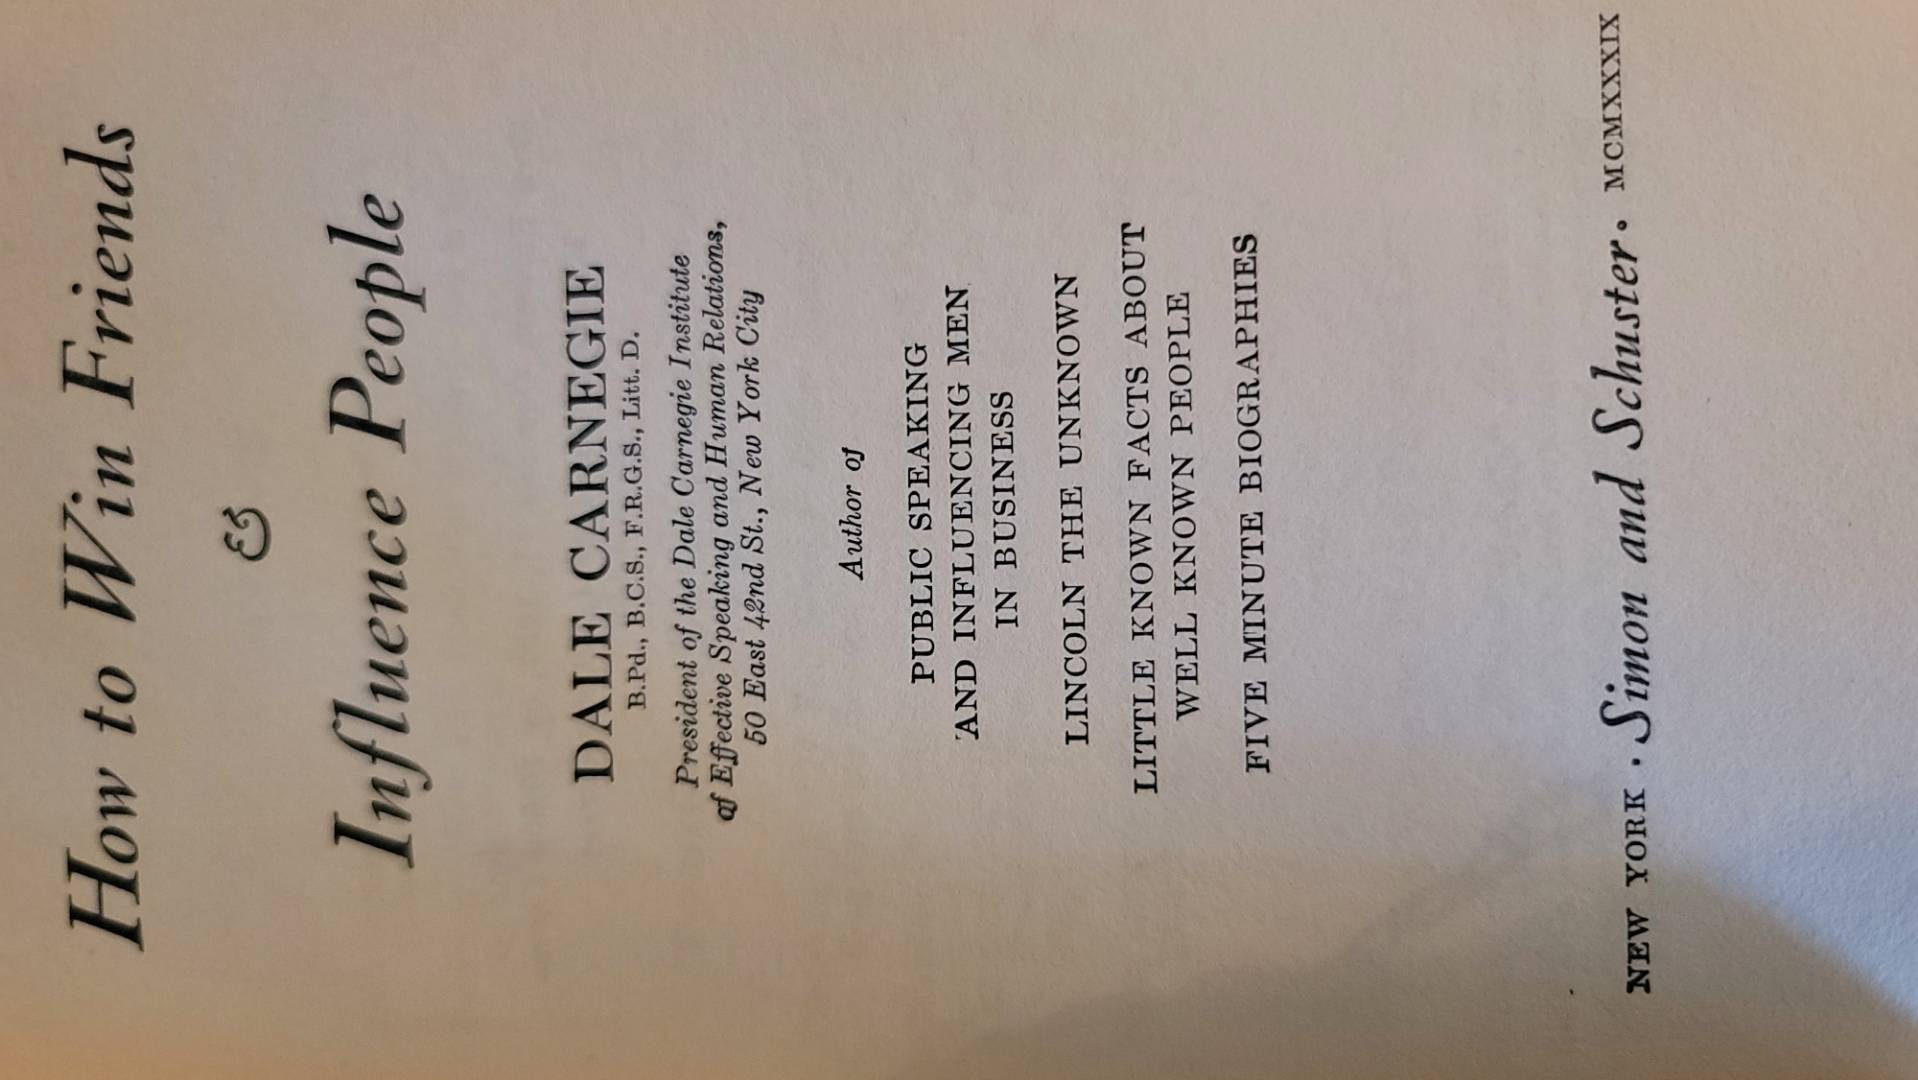 How to Win Friends
&
Influence People
DALE CARNEGIE
B.Pd., B.C.S., F.R.G.S., Litt. D.
President of the Dale Carnegie Institute
of Effective Speaking and Human Relations,
50 East 42nd St., New York City
Author of
PUBLIC SPEAKING
AND INFLUENCING MEN
IN BUSINESS
LINCOLN THE UNKNOWN
LITTLE KNOWN FACTS ABOUT
WELL KNOWN PEOPLE
FIVE MINUTE BIOGRAPHIES
NEW YORK · Simon and Schuster · MCMXXXIX